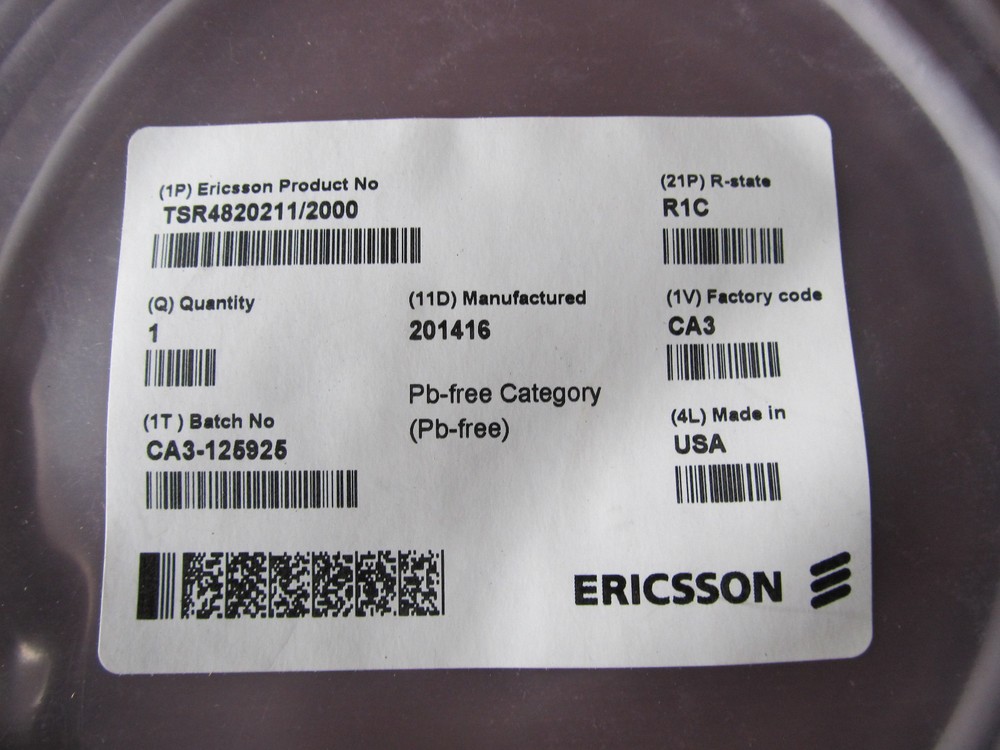 (1P) Ericsson Product No
TSR4820211/2000
(21P) R-state
R1C
(Q) Quantity
1
(11D) Manufactured
201416
(1V) Factory code
CA3
Pb-free Category
(Pb-free)
(1T ) Batch No
CA3-125925
(4L) Made in
USA
ERICSSON